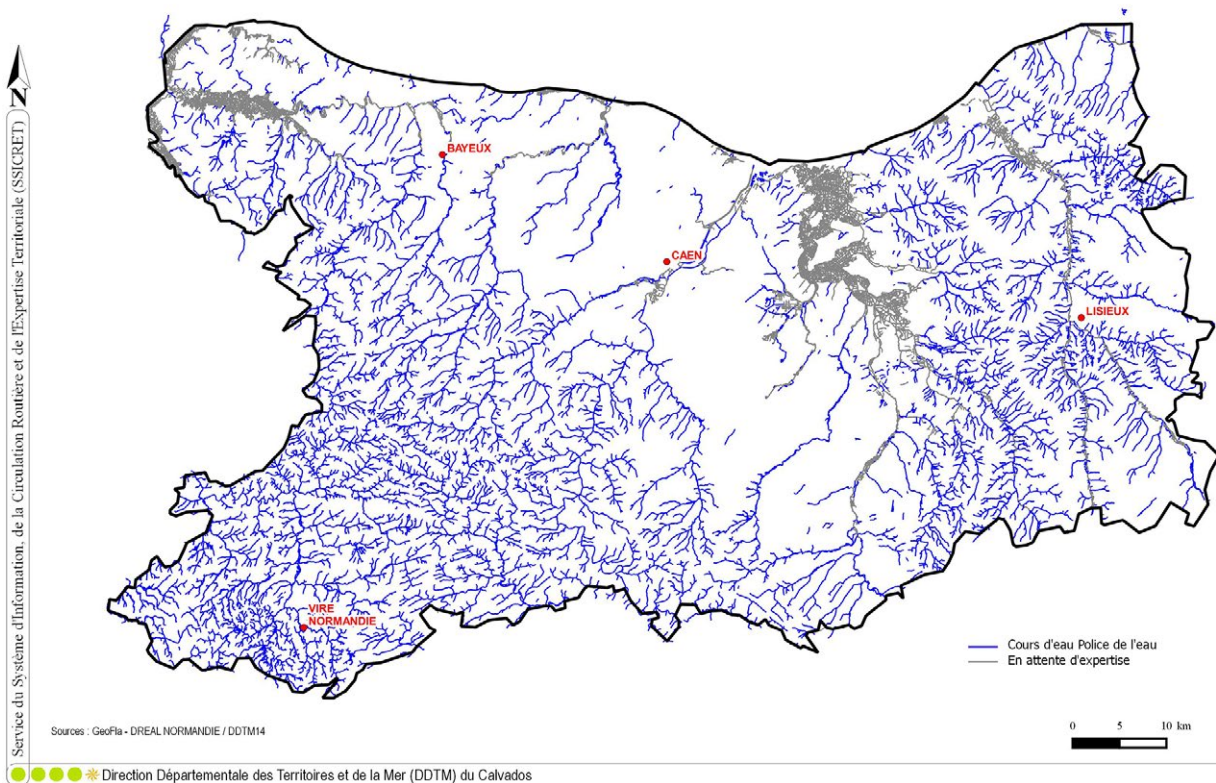 BAYEUX
CAEN
LISIEUX
VIRE
NORMANDIE
Cours d'eau Police de l'eau
En attente d'expertise
0 5 10 km
Sources : GeoFla - DREAL NORMANDIE / DDTM14
N
Service du Système d'Information, de la Circulation Routière et de l'Expertise Territoriale (SSICRET)
Direction Départementale des Territoires et de la Mer (DDTM) du Calvados